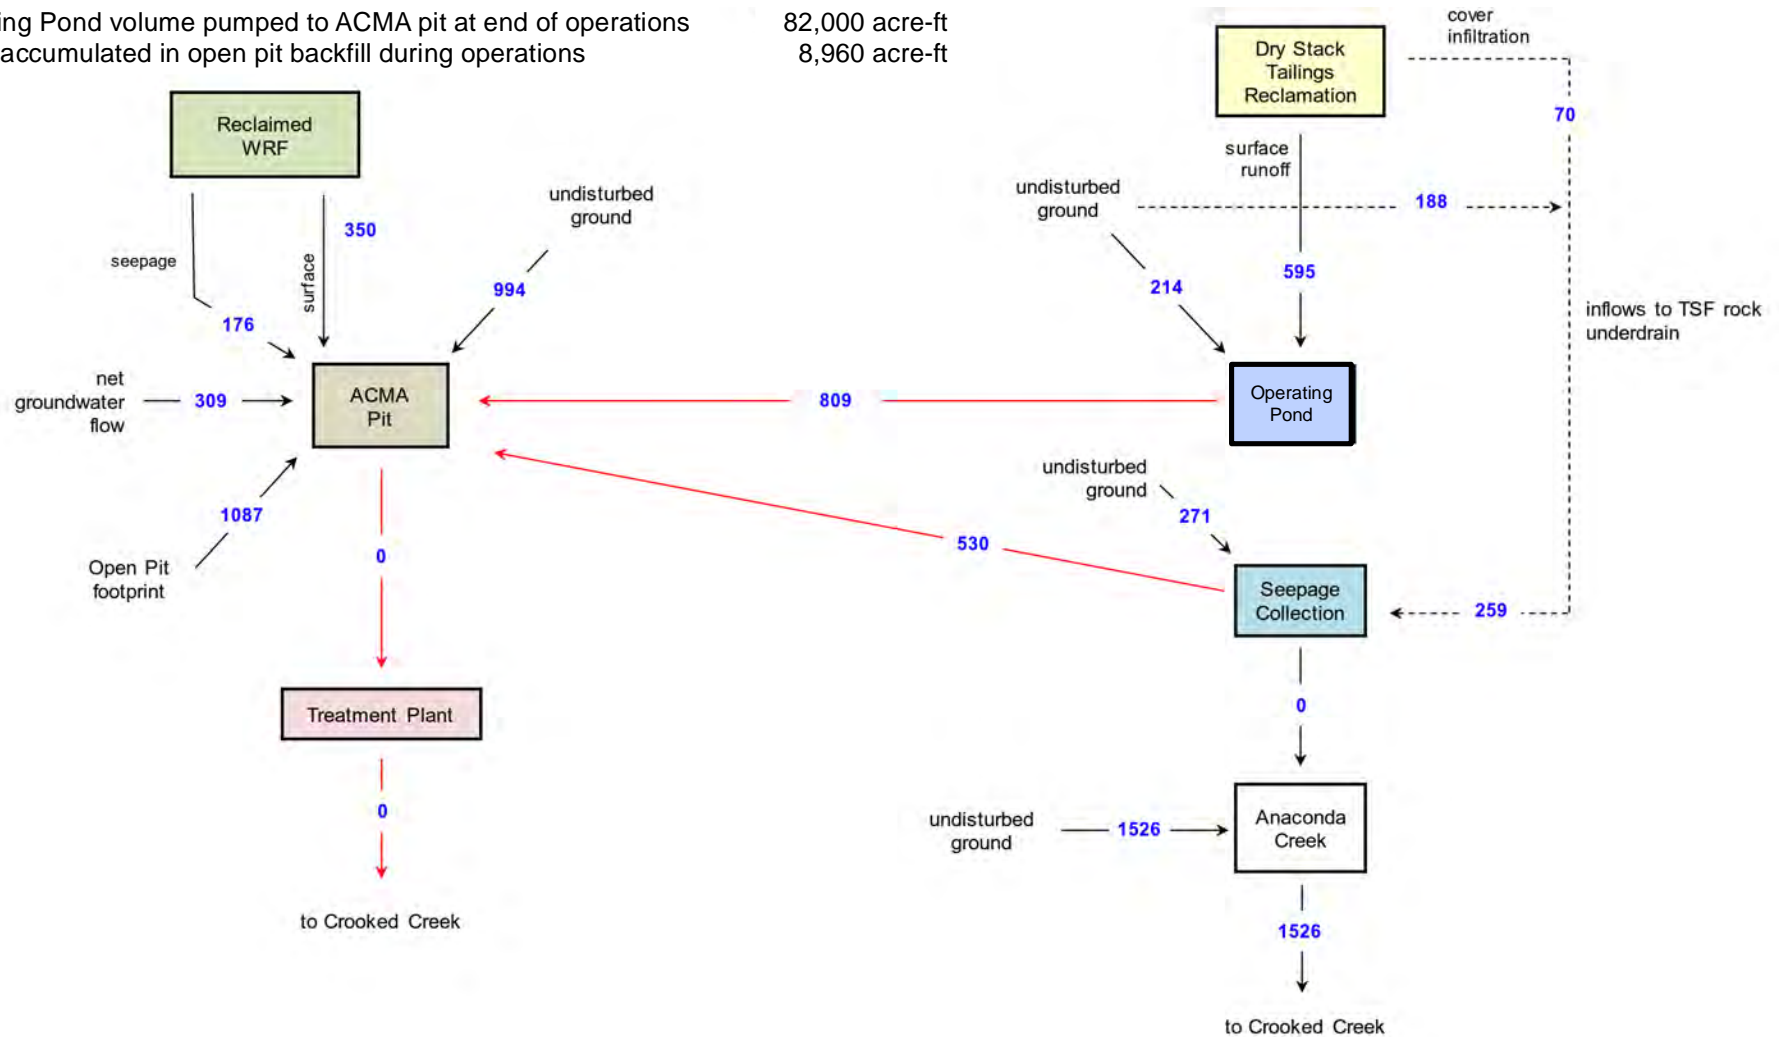 ing Pond volume pumped to ACMA pit at end of operations 82,000 acre-ft
accumulated in open pit backfill during operations 8,960 acre-ft
cover
infiltration
Dry Stack
Tailings
Reclamation
70
Reclaimed
WRF
surface
runoff
undisturbed
ground
188
undisturbed
ground
350
seepage
surface
994
214
595
176
inflows to TSF rock
underdrain
net
groundwater
flow
309
ACMA
Pit
809
Operating
Pond
undisturbed
ground
271
1087
530
0
Open Pit
footprint
Seepage
Collection
259
Treatment Plant
0
0
undisturbed
ground
1526
Anaconda
Creek
to Crooked Creek
1526
to Crooked Creek